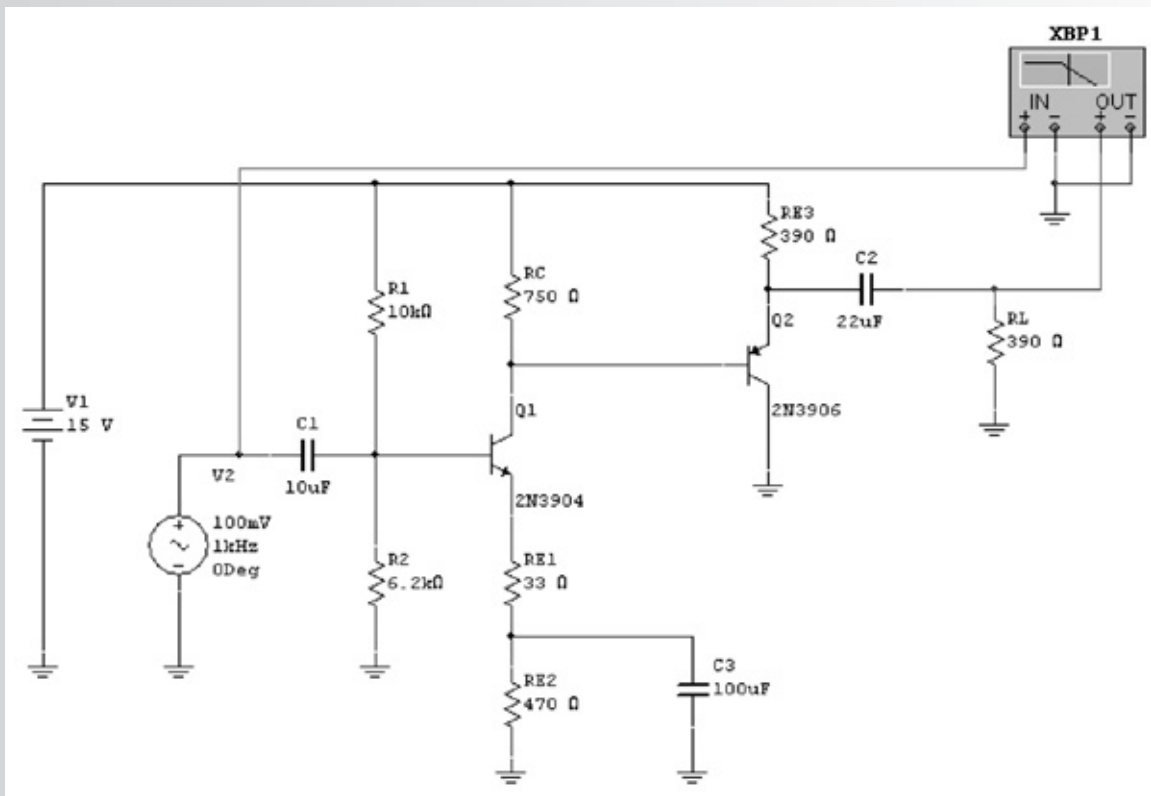 XBP1
IN OUT
+ - + -
RE3
390 Ω
C2
22uF
RC
750 Ω
R1
10kΩ
Q2
RL
390 Ω
2N3906
V1
15 V
C1
10uF
Q1
2N3904
V2
100mV
1kHz
0Deg
R2
6.2kΩ
RE1
33 Ω
RE2
470 Ω
C3
100uF